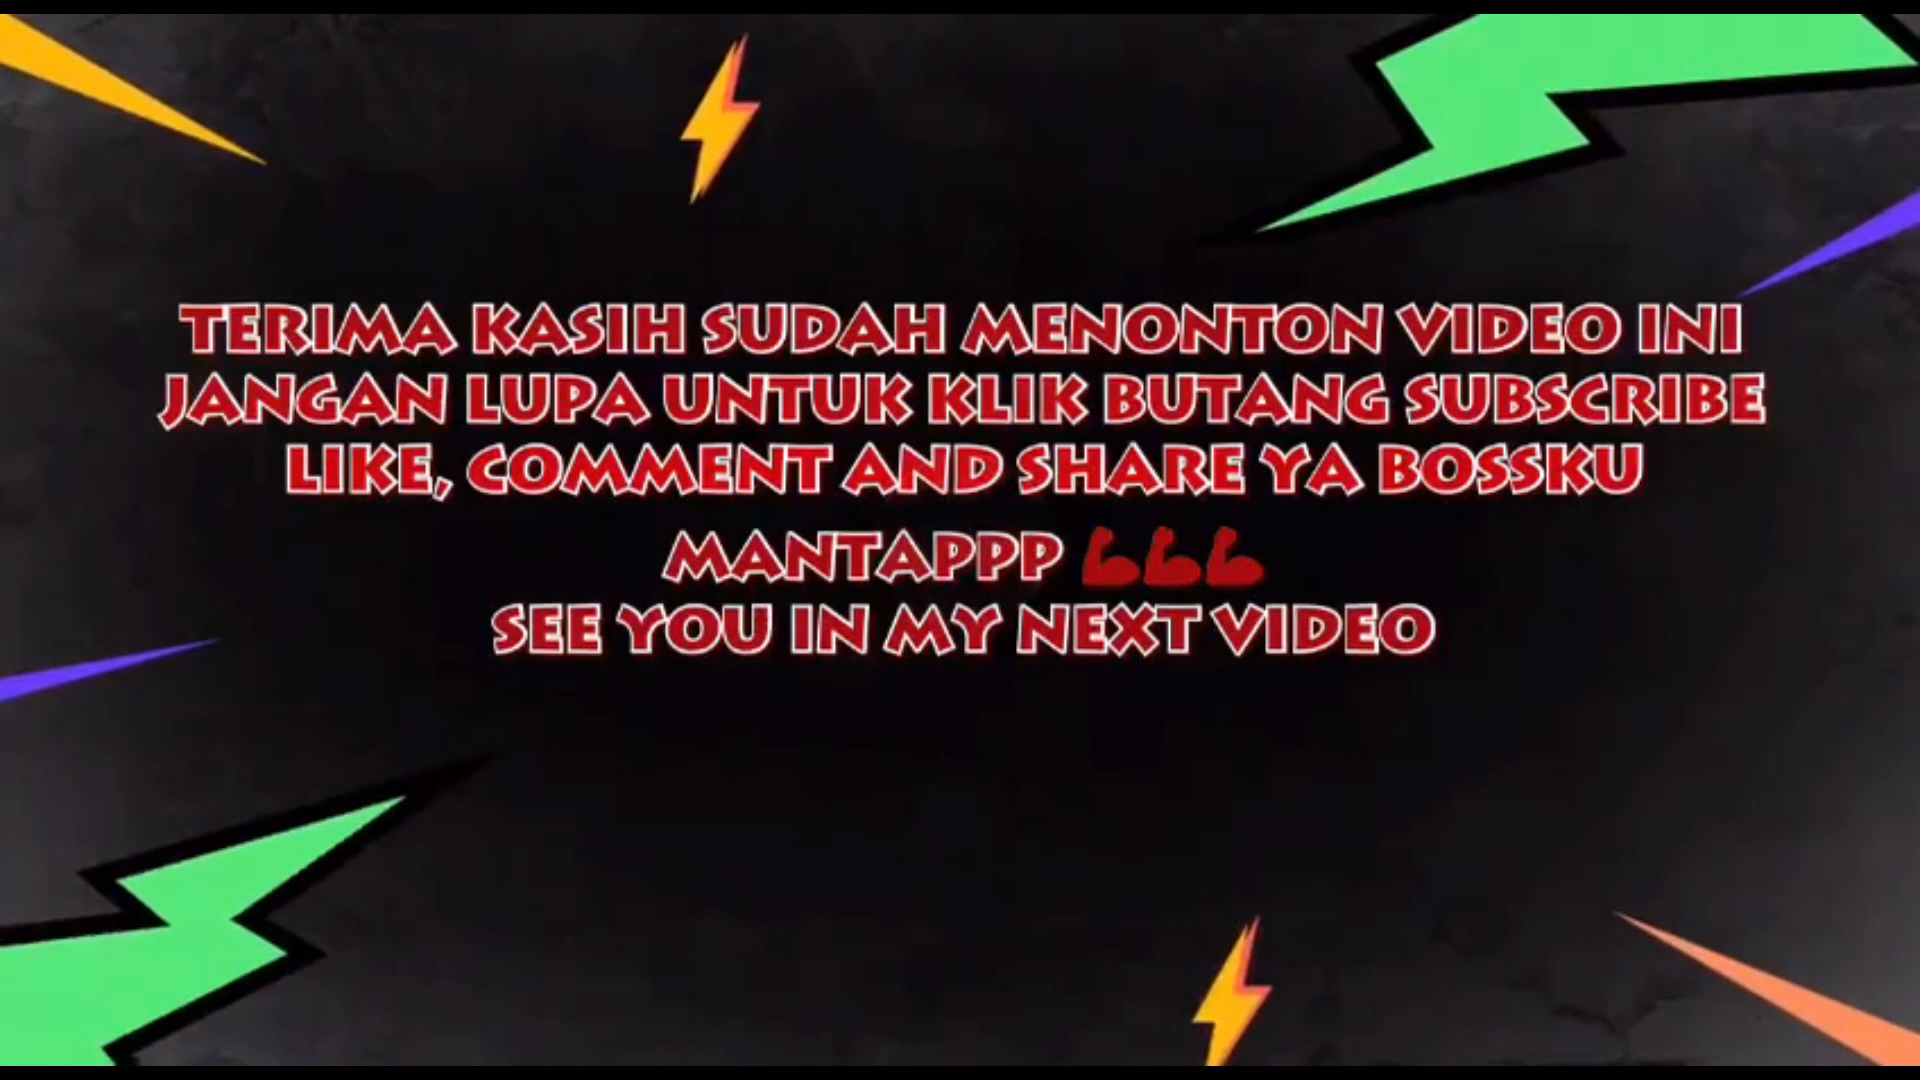 TERIMA KASIH SUDAH MENONTON VIDEO INI
JANGAN LUPA UNTUK KLIK BUTANG SUBSCRIBE
LIKE, COMMENT AND SHARE YA BOSSKU
MANTAPPP 💪💪💪
SEE YOU IN MY NEXT VIDEO